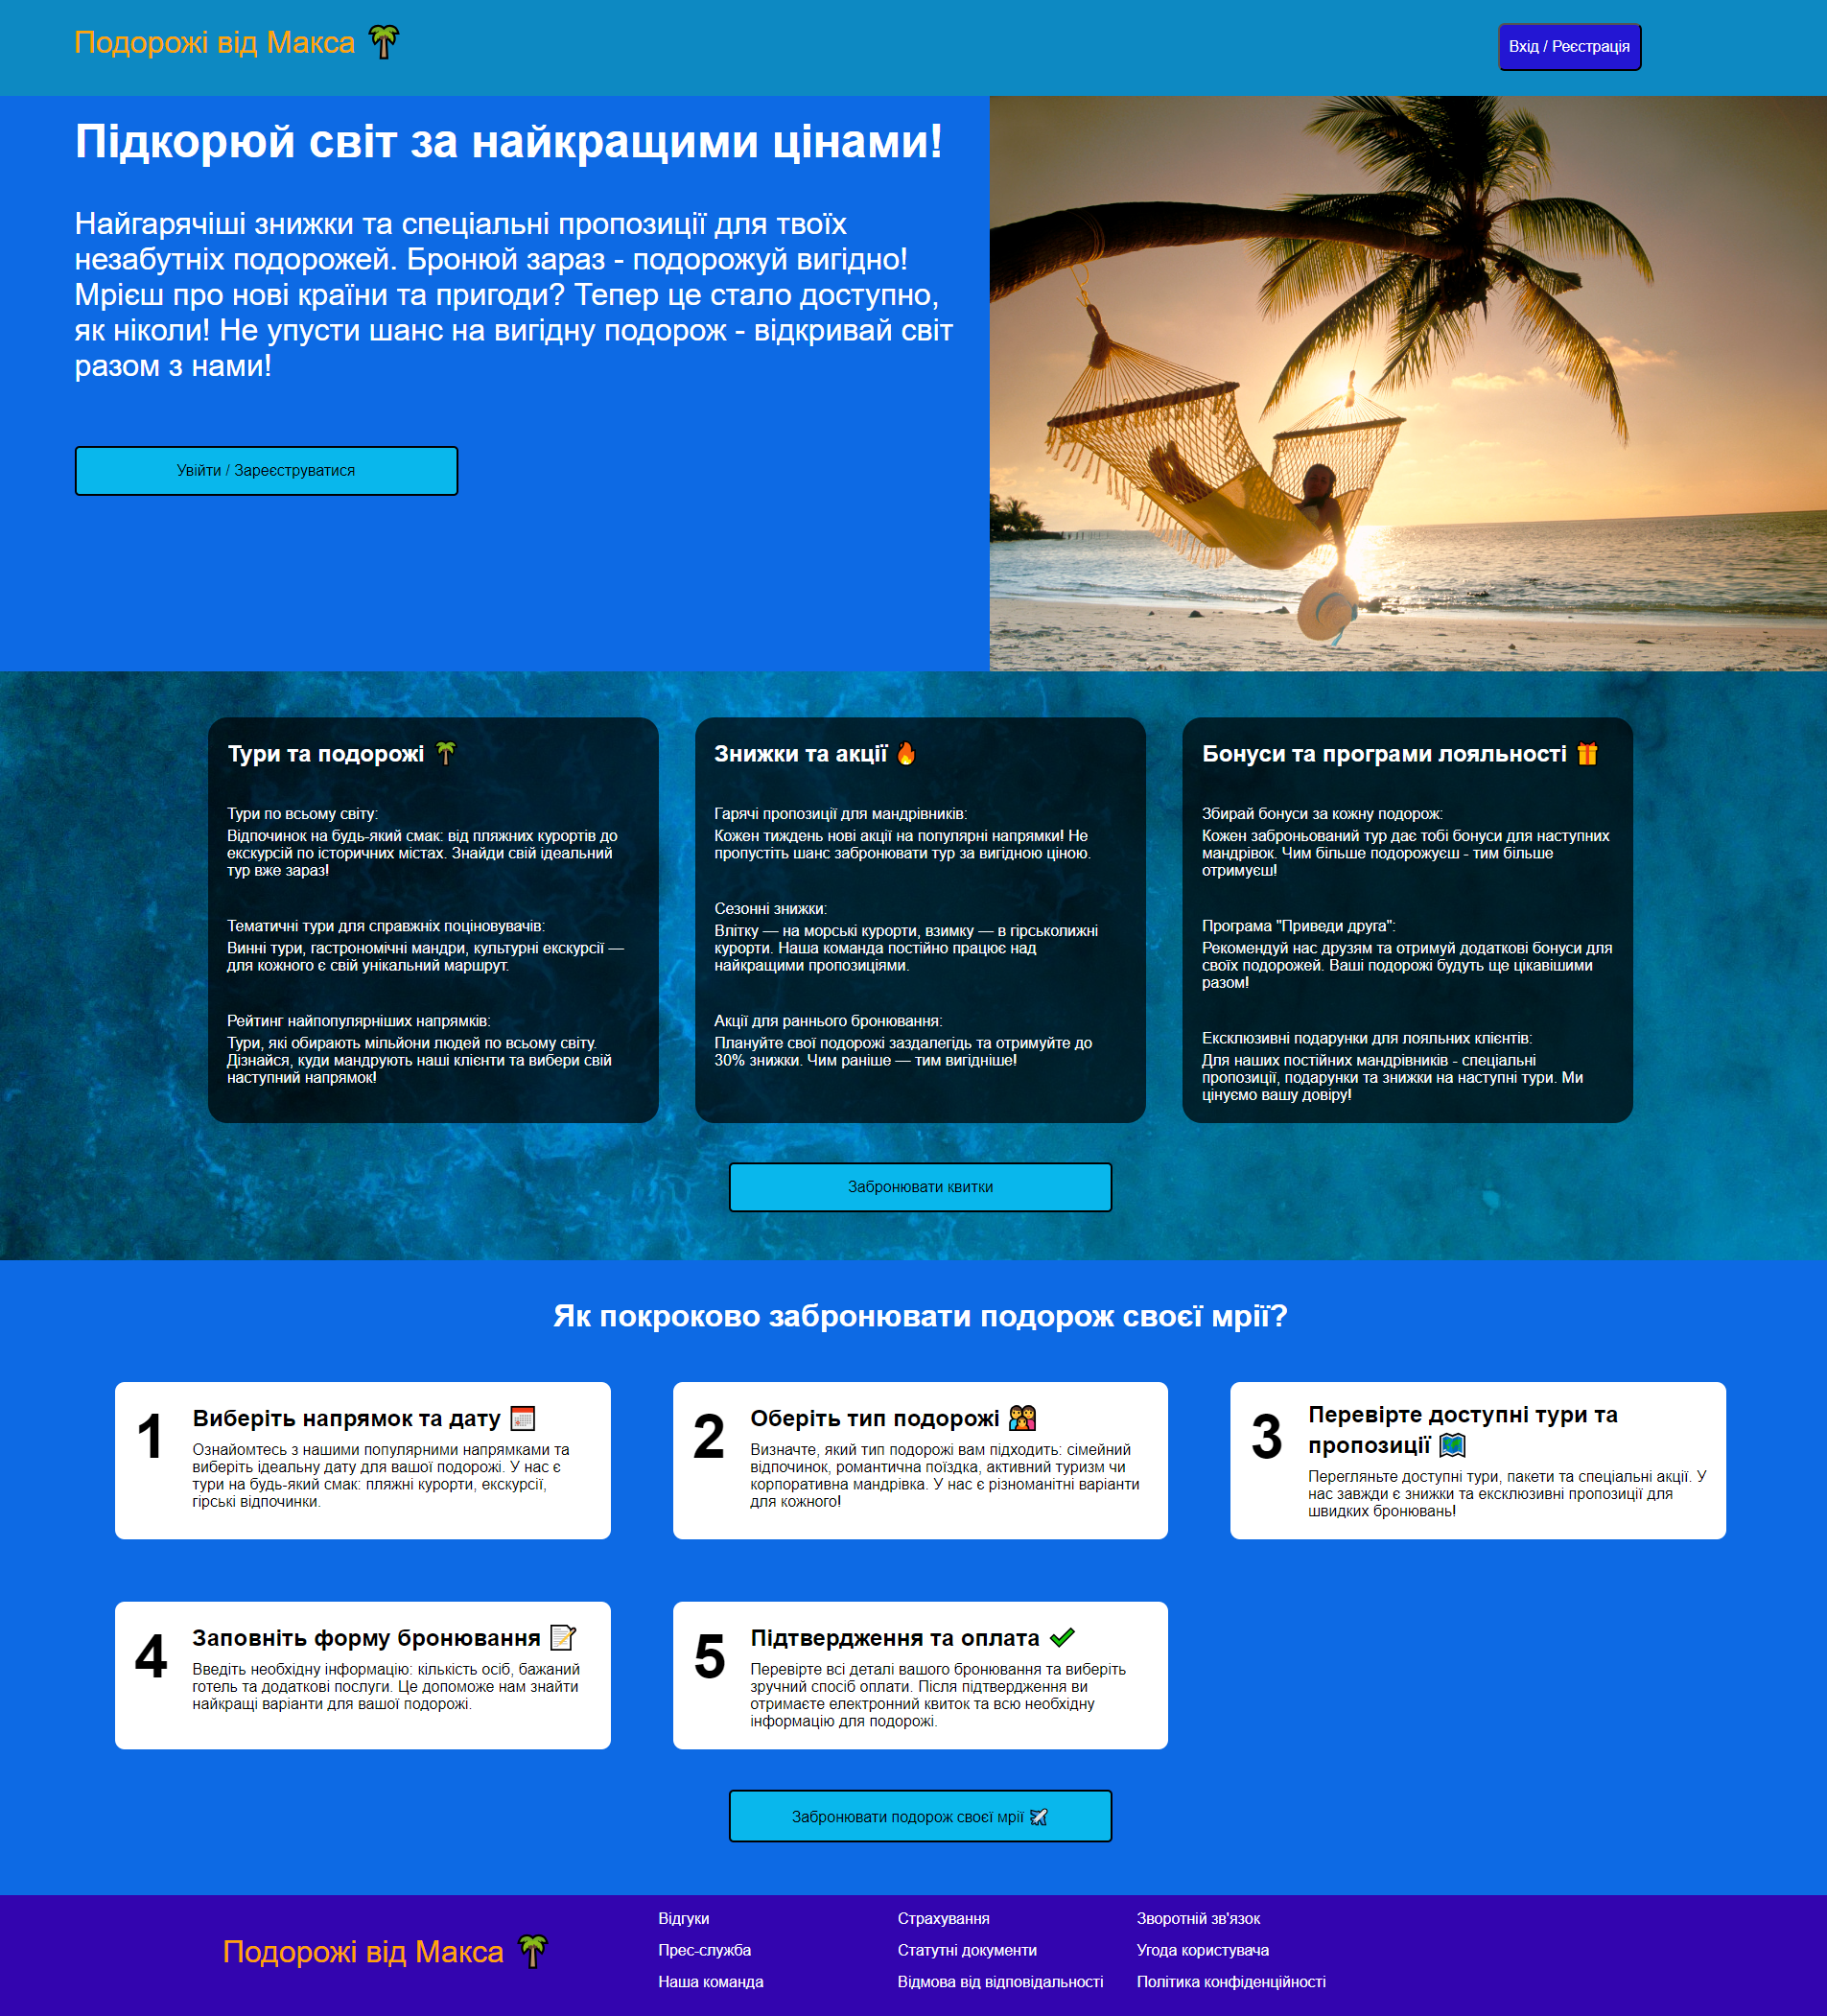 Подорожі від Макса 🌴
Вхід / Реєстрація
Підкорюй світ за найкращими цінами!
Найгарячіші знижки та спеціальні пропозиції для твоїх
незабутніх подорожей. Бронюй зараз - подорожуй вигідно!
Мрієш про нові країни та пригоди? Тепер це стало доступно,
як ніколи! Не упусти шанс на вигідну подорож - відкривай світ
разом з нами!
Увійти / Зареєструватися
Тури та подорожі 🌴
Тури по всьому світу:
Відпочинок на будь-який смак: від пляжних курортів до
екскурсій по історичних містах. Знайди свій ідеальний
тур вже зараз!
Тематичні тури для справжніх поціновувачів:
Винні тури, гастрономічні мандри, культурні екскурсії —
для кожного є свій унікальний маршрут.
Рейтинг найпопулярніших напрямків:
Тури, які обирають мільйони людей по всьому світу.
Дізнайся, куди мандрують наші клієнти та вибери свій
наступний напрямок!
Знижки та акції 🔥
Гарячі пропозиції для мандрівників:
Кожен тиждень нові акції на популярні напрямки! Не
пропустіть шанс забронювати тур за вигідною ціною.
Сезонні знижки:
Влітку — на морські курорти, взимку — в гірськолижні
курорти. Наша команда постійно працює над
найкращими пропозиціями.
Акції для раннього бронювання:
Плануйте свої подорожі заздалегідь та отримуйте до
30% знижки. Чим раніше — тим вигідніше!
Бонуси та програми лояльності 🎁
Збирай бонуси за кожну подорож:
Кожен заброньований тур дає тобі бонуси для наступних
мандрівок. Чим більше подорожуєш - тим більше
отримуєш!
Програма "Приведи друга":
Рекомендуй нас друзям та отримуй додаткові бонуси для
своїх подорожей. Ваші подорожі будуть ще цікавішими
разом!
Ексклюзивні подарунки для лояльних клієнтів:
Для наших постійних мандрівників - спеціальні
пропозиції, подарунки та знижки на наступні тури. Ми
цінуємо вашу довіру!
Забронювати квитки
Як покроково забронювати подорож своєї мрії?
1
Виберіть напрямок та дату 📅
Ознайомтесь з нашими популярними напрямками та
виберіть ідеальну дату для вашої подорожі. У нас є
тури на будь-який смак: пляжні курорти, екскурсії,
гірські відпочинки.
2
Оберіть тип подорожі 👨‍👩‍👧‍👦
Визначте, який тип подорожі вам підходить: сімейний
відпочинок, романтична поїздка, активний туризм чи
корпоративна мандрівка. У нас є різноманітні варіанти
для кожного!
3
Перевірте доступні тури та
пропозиції 🗺️
Перегляньте доступні тури, пакети та спеціальні акції. У
нас завжди є знижки та ексклюзивні пропозиції для
швидких бронювань!
4
Заповніть форму бронювання 📝
Введіть необхідну інформацію: кількість осіб, бажаний
готель та додаткові послуги. Це допоможе нам знайти
найкращі варіанти для вашої подорожі.
5
Підтвердження та оплата ✔️
Перевірте всі деталі вашого бронювання та виберіть
зручний спосіб оплати. Після підтвердження ви
отримаєте електронний квиток та всю необхідну
інформацію для подорожі.
Забронювати подорож своєї мрії ✈️
Подорожі від Макса 🌴
Відгуки
Прес-служба
Наша команда
Страхування
Статутні документи
Відмова від відповідальності
Зворотній зв'язок
Угода користувача
Політика конфіденційності